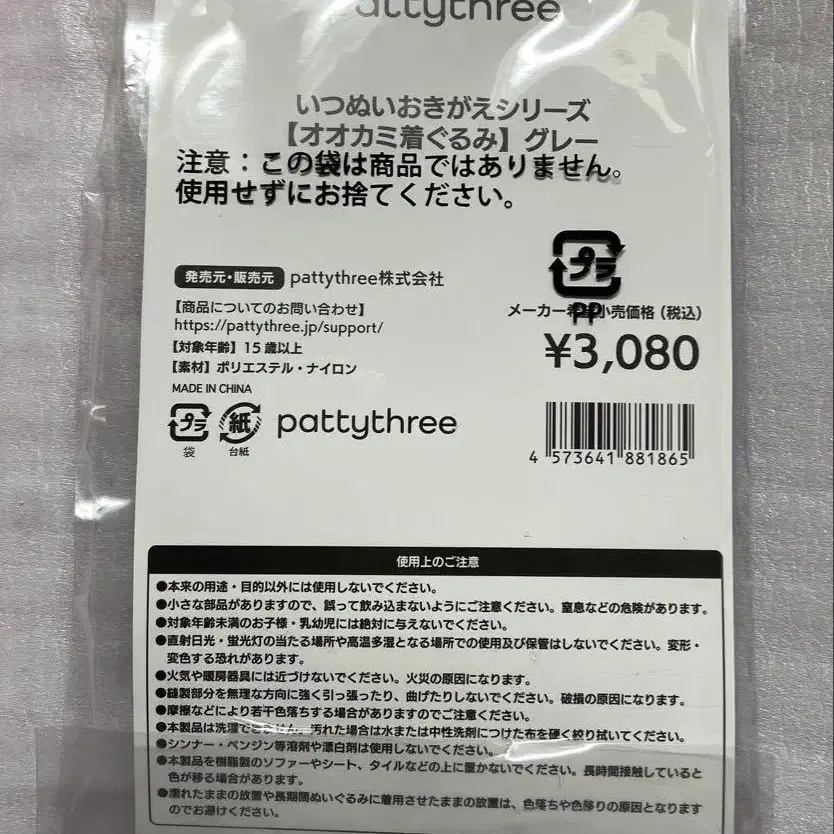 pattythree
いつぬいおきがえシリーズ
【オオカミ着ぐるみ】グレー
注意：この袋は商品ではありません。
使用せずにお捨てください。
発売元・販売元 pattythree株式会社
【商品についてのお問い合わせ】
https://pattythree.jp/support/
【対象年齢】15歳以上
【素材】ポリエステル・ナイロン
MADE IN CHINA
プラ
袋
紙
台紙
pattythree
プラ
PP
メーカー希小売価格（税込）
¥3,080
4 573641 881865
使用上のご注意
●本来の用途・目的以外には使用しないでください。
●小さな部品がありますので、誤って飲み込まないようにご注意ください。窒息などの危険があります。
●対象年齢未満のお子様・乳幼児には絶対に与えないでください。
●直射日光・蛍光灯の当たる場所や高温多湿となる場所での使用及び保管はしないでください。変形・
変色する恐れがあります。
●火気や暖房器具には近づけないでください。火災の原因になります。
●縫製部分を無理な方向に強く引っ張ったり、曲げたりしないでください。破損の原因になります。
●摩擦などにより若干色落ちする場合がありますのでご注意ください。
●本製品は洗濯できません。汚れた場合は水または中性洗剤につけた布を硬く絞り拭いてください。
●シンナー・ベンジン等溶剤や漂白剤は使用しないでください。
●本製品を樹脂製のソファーやシート、タイルなどの上に置かないでください。長時間接触していると
色が移る場合があります。
●濡れたままの放置や長期間ぬいぐるみに着用させたままの放置は、色落ちや色移りの原因となります
のでお避けください。